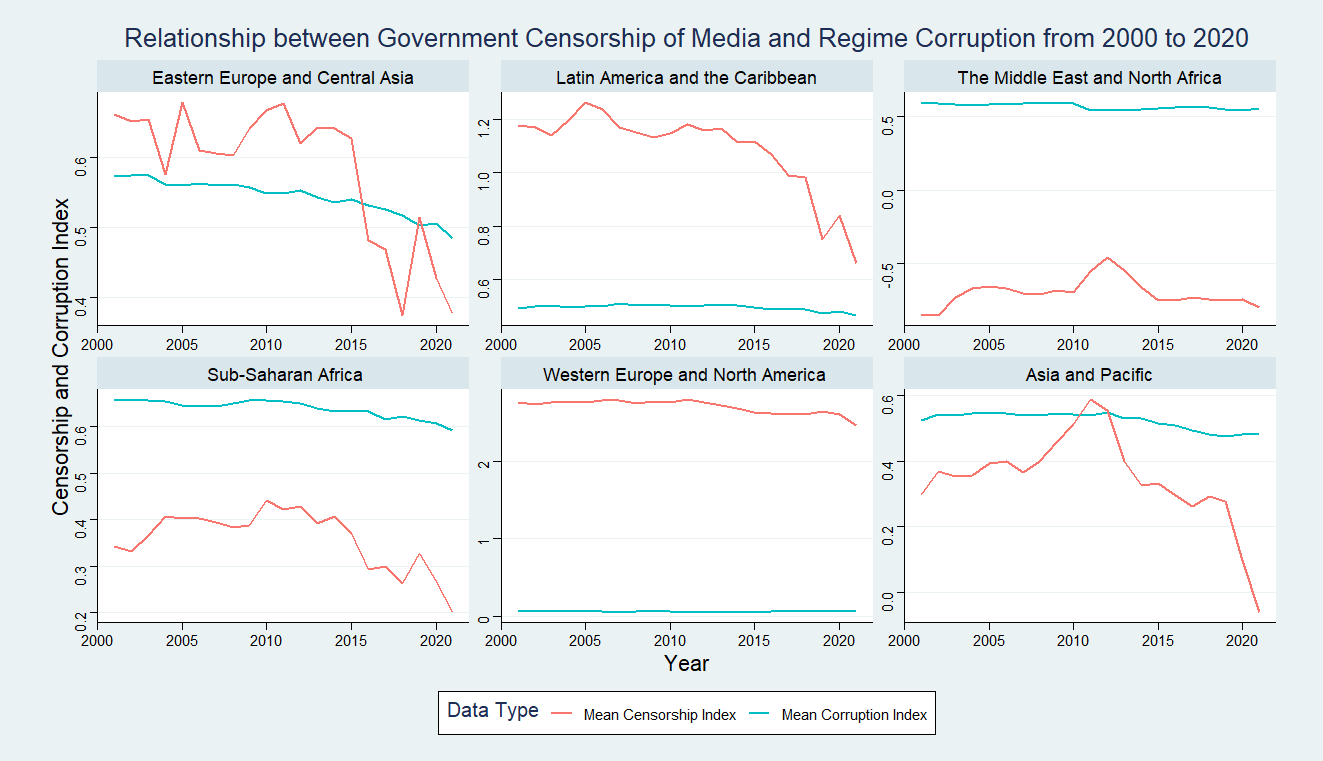 Relationship between Government Censorship of Media and Regime Corruption from 2000 to 2020
Censorship and Corruption Index
Eastern Europe and Central Asia
0.6
0.5
0.4
2000 2005 2010 2015 2020
Latin America and the Caribbean
1.2
1.0
0.8
0.6
2000 2005 2010 2015 2020
The Middle East and North Africa
0.5
0.0
-0.5
2000 2005 2010 2015 2020
Sub-Saharan Africa
0.6
0.5
0.4
0.3
0.2
2000 2005 2010 2015 2020
Western Europe and North America
2
1
0
2000 2005 2010 2015 2020
Asia and Pacific
0.6
0.4
0.2
0.0
2000 2005 2010 2015 2020
Year
Data Type Mean Censorship Index Mean Corruption Index